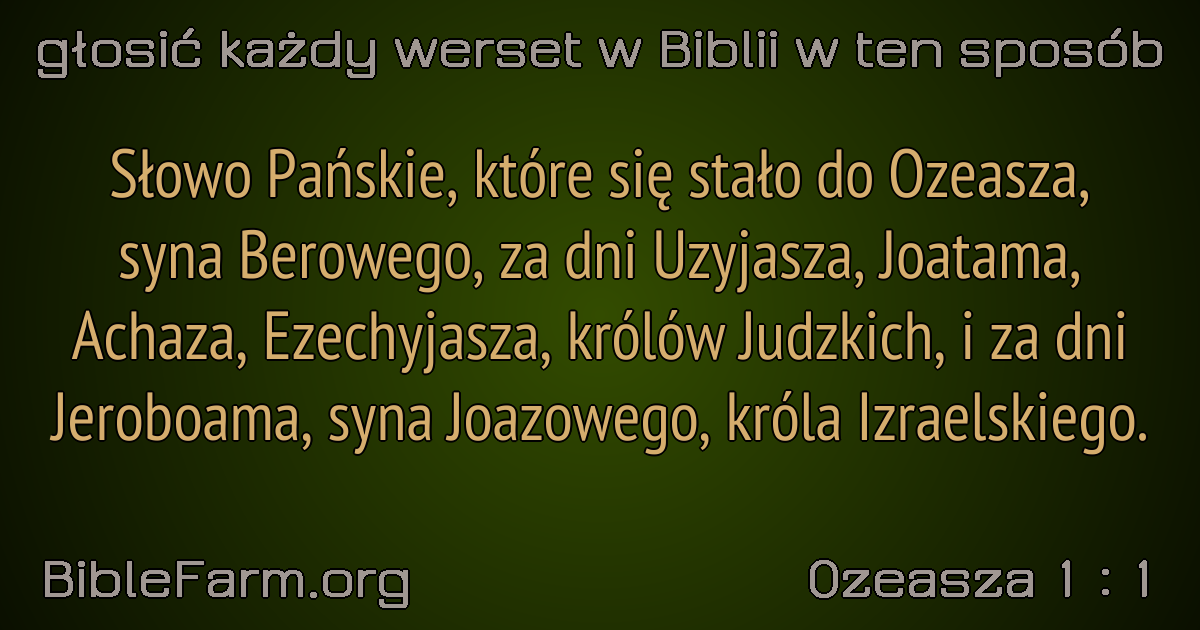 głosić każdy werset w Biblii w ten sposób
Słowo Pańskie, które się stało do Ozeasza,
syna Berowego, za dni Uzyjasza, Joatama,
Achaza, Ezechyjasza, królów Judzkich, i za dni
Jeroboama, syna Joazowego, króla Izraelskiego.
BibleFarm.org
Ozeasza 1 : 1